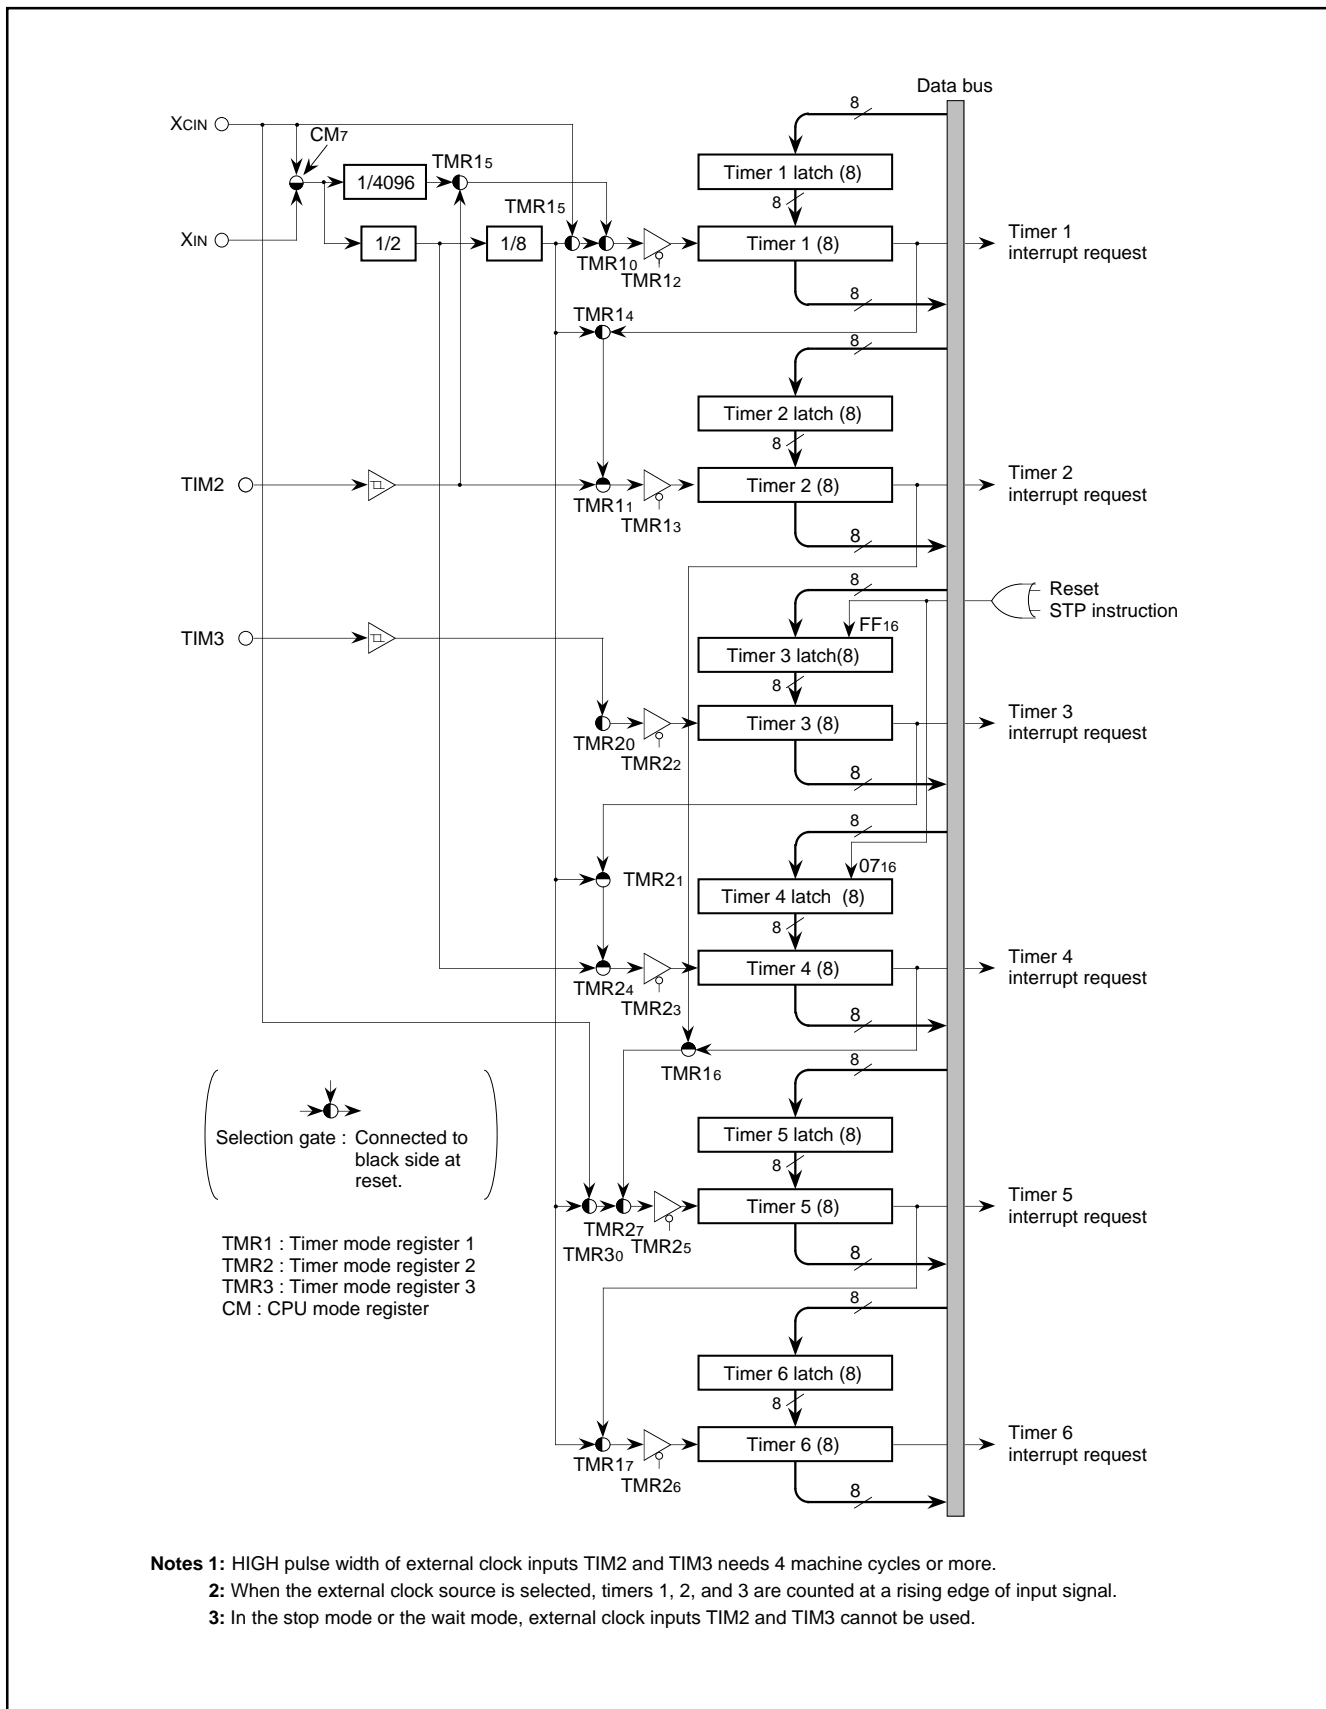 Data bus
8
XCIN
CM7
TMR15
Timer 1 latch (8)
1/4096
8
TMR15
XIN
1/2
1/8
Timer 1 (8)
Timer 1
interrupt request
TMR10
TMR12
8
TMR14
8
Timer 2 latch (8)
8
TIM2
Timer 2 (8)
Timer 2
interrupt request
TMR11
TMR13
8
8
Reset
STP instruction
FF16
TIM3
Timer 3 latch(8)
8
Timer 3 (8)
Timer 3
interrupt request
TMR20
TMR22
8
8
0716
TMR21
Timer 4 latch (8)
8
Timer 4 (8)
Timer 4
interrupt request
TMR24
TMR23
8
TMR16
8
Selection gate : Connected to
black side at
reset.
Timer 5 latch (8)
8
Timer 5 (8)
Timer 5
interrupt request
TMR27
TMR30
TMR25
8
TMR1 : Timer mode register 1
TMR2 : Timer mode register 2
TMR3 : Timer mode register 3
CM : CPU mode register
8
Timer 6 latch (8)
8
Timer 6 (8)
Timer 6
interrupt request
TMR17
TMR26
8
Notes 1: HIGH pulse width of external clock inputs TIM2 and TIM3 needs 4 machine cycles or more.
2: When the external clock source is selected, timers 1, 2, and 3 are counted at a rising edge of input signal.
3: In the stop mode or the wait mode, external clock inputs TIM2 and TIM3 cannot be used.